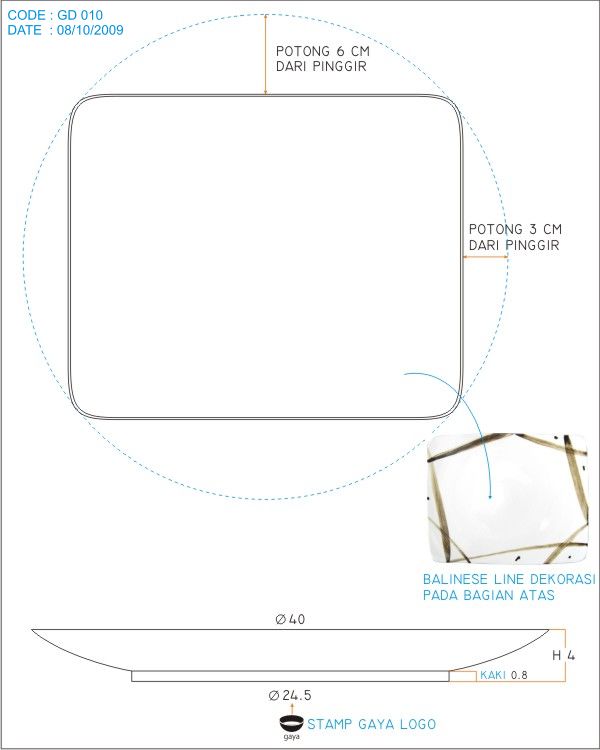 CODE : GD 010
DATE : 08/10/2009
POTONG 6 CM
DARI PINGGIR
POTONG 3 CM
DARI PINGGIR
BALINESE LINE DEKORASI
PADA BAGIAN ATAS
Ø40
H 4
KAKI 0.8
Ø24.5
STAMP GAYA LOGO
gaya